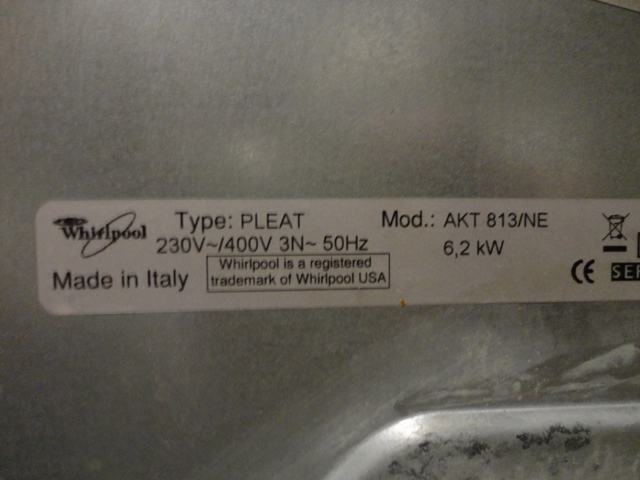 Whirlpool Type: PLEAT Mod.: AKT 813/NE
230V~/400V 3N~ 50Hz 6,2 kW
Made in Italy
Whirlpool is a registered
trademark of Whirlpool USA
CE